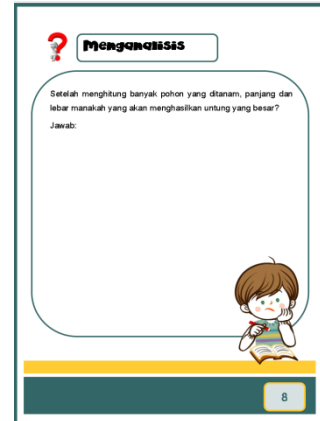 Menganalisis
Setelah menghitung banyak pohon yang ditanam, panjang dan
lebar manakah yang akan menghasilkan untung yang besar?
Jawab:
8